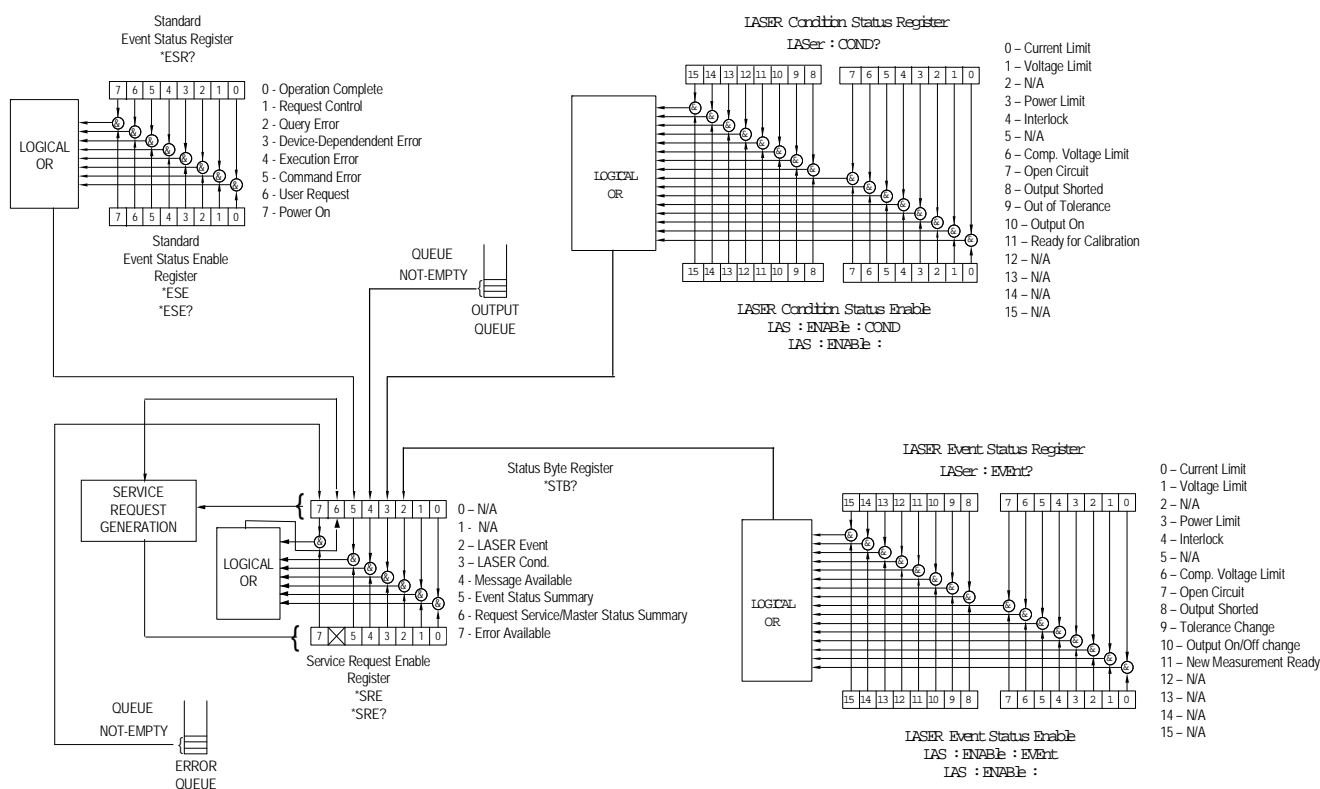 Standard
Event Status Register
*ESR?
7 6 5 4 3 2 1 0
& & & & & & & &
LOGICAL
OR
7 6 5 4 3 2 1 0
0 - Operation Complete
1 - Request Control
2 - Query Error
3 - Device-Dependent Error
4 - Execution Error
5 - Command Error
6 - User Request
7 - Power On
Standard
Event Status Enable
Register
*ESE
*ESE?
QUEUE
NOT-EMPTY
OUTPUT
QUEUE
LASER Condition Status Register
LASer : COND?
15 14 13 12 11 10 9 8 7 6 5 4 3 2 1 0
& & & & & & & & & & & & & & & &
LOGICAL
OR
15 14 13 12 11 10 9 8 7 6 5 4 3 2 1 0
LASER Condition Status Enable
LAS : ENABle : COND
LAS : ENABle :
0 – Current Limit
1 – Voltage Limit
2 – N/A
3 – Power Limit
4 – Interlock
5 – N/A
6 – Comp. Voltage Limit
7 – Open Circuit
8 – Output Shorted
9 – Out of Tolerance
10 – Output On
11 – Ready for Calibration
12 – N/A
13 – N/A
14 – N/A
15 – N/A
SERVICE
REQUEST
GENERATION
Status Byte Register
*STB?
{ 7 6 5 4 3 2 1 0
& & & & & & &
LOGICAL
OR
{ 7 5 4 3 2 1 0
0 – N/A
1 - N/A
2 – LASER Event
3 – LASER Cond.
4 - Message Available
5 - Event Status Summary
6 - Request Service/Master Status Summary
7 - Error Available
Service Request Enable
Register
*SRE
*SRE?
QUEUE
NOT-EMPTY
ERROR
QUEUE
LASER Event Status Register
LASer : EVEnt?
15 14 13 12 11 10 9 8 7 6 5 4 3 2 1 0
& & & & & & & & & & & & & & & &
LOGICAL
OR
15 14 13 12 11 10 9 8 7 6 5 4 3 2 1 0
LASER Event Status Enable
LAS : ENABle : EVEnt
LAS : ENABle :
0 – Current Limit
1 – Voltage Limit
2 – N/A
3 – Power Limit
4 – Interlock
5 – N/A
6 – Comp. Voltage Limit
7 – Open Circuit
8 – Output Shorted
9 – Tolerance Change
10 – Output On/Off change
11 – New Measurement Ready
12 – N/A
13 – N/A
14 – N/A
15 – N/A